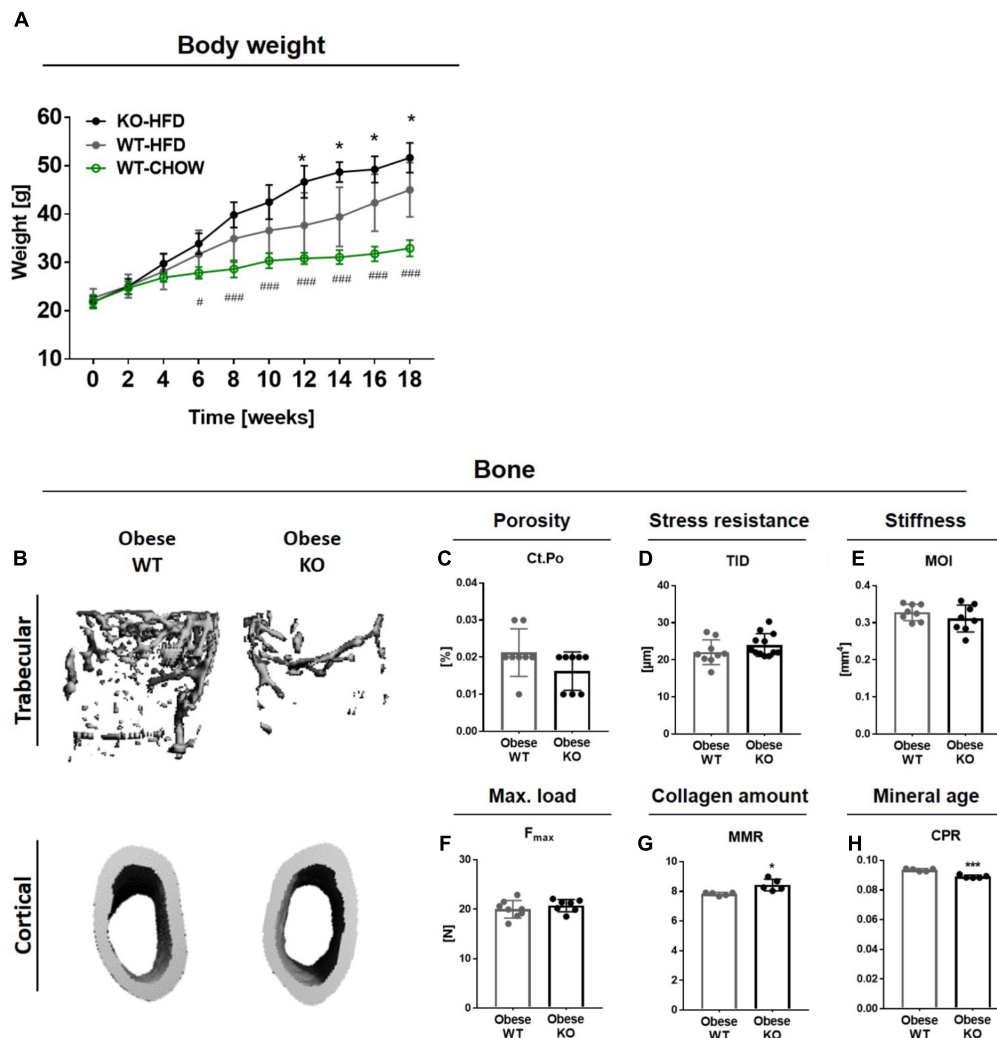 A
Body weight
60
50
40
30
20
10
Weight [g]
KO-HFD
WT-HFD
WT-CHOW
* * * *
# ### ### ### ### ### ###
0 2 4 6 8 10 12 14 16 18
Time [weeks]
Bone
B
Obese WT
Obese KO
Trabecular
Cortical
Porosity
C
Ct.Po
0.04
0.03
0.02
0.01
0.00
[%]
Obese WT
Obese KO
Stress resistance
D
TID
40
30
20
10
0
[µm]
Obese WT
Obese KO
Stiffness
E
MOI
0.4
0.3
0.2
0.1
0.0
[mm⁴]
Obese WT
Obese KO
Max. load
F
Fmax
30
20
10
0
[N]
Obese WT
Obese KO
Collagen amount
G
MMR
10
8
6
4
2
0
*
Obese WT
Obese KO
Mineral age
H
CPR
0.10
0.08
0.06
0.04
0.02
0.00
***
Obese WT
Obese KO